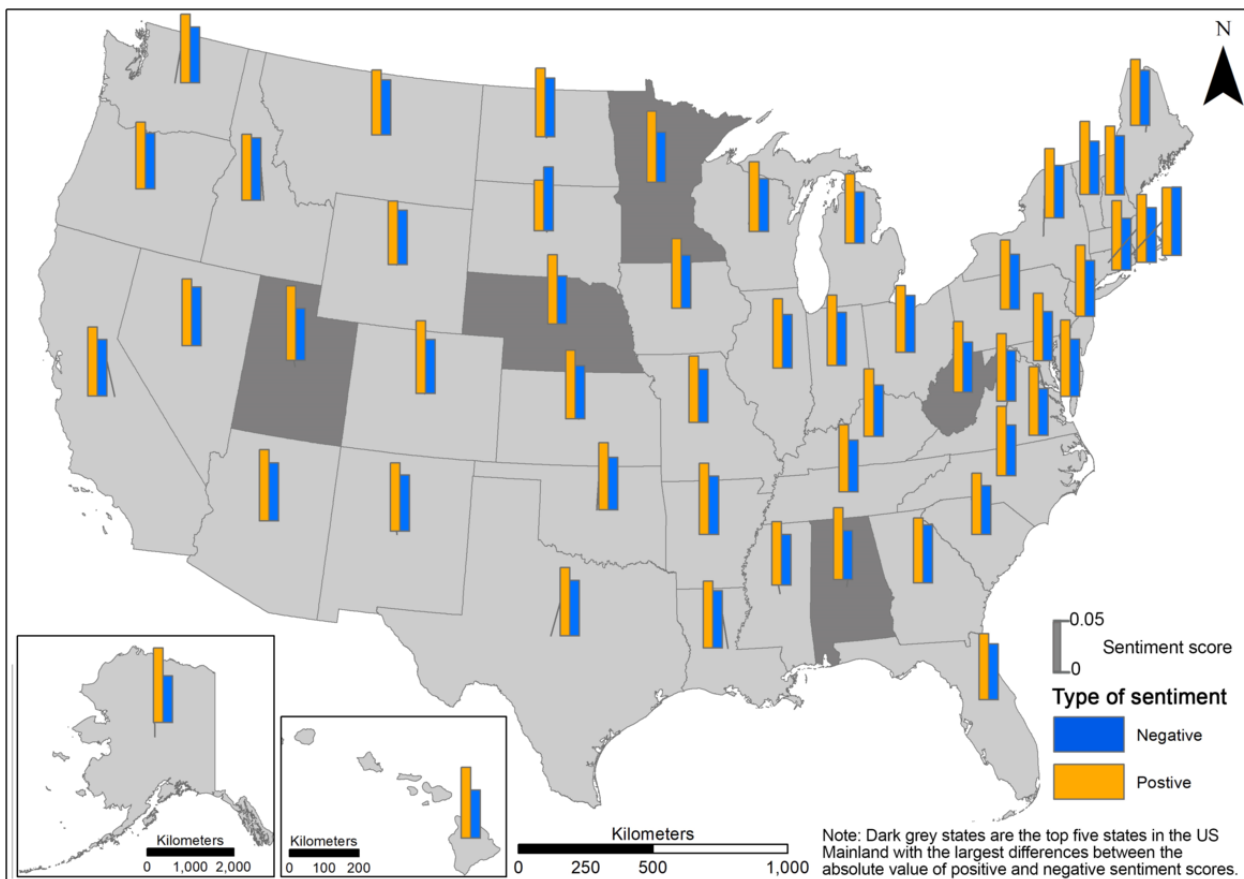 N
0.05
0
Sentiment score
Type of sentiment
Negative
Postive
Kilometers
0 1,000 2,000
Kilometers
0 100 200
Kilometers
0 250 500 1,000
Note: Dark grey states are the top five states in the US
Mainland with the largest differences between the
absolute value of positive and negative sentiment scores.